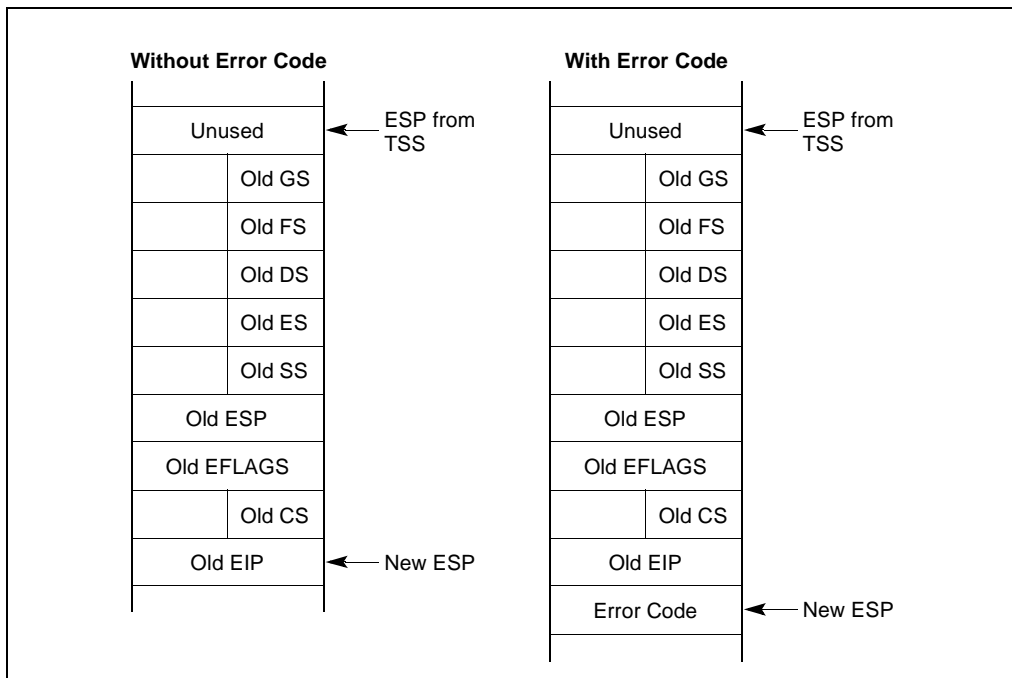 Without Error Code
Unused
ESP from
TSS
Old GS
Old FS
Old DS
Old ES
Old SS
Old ESP
Old EFLAGS
Old CS
Old EIP
New ESP
With Error Code
Unused
ESP from
TSS
Old GS
Old FS
Old DS
Old ES
Old SS
Old ESP
Old EFLAGS
Old CS
Old EIP
Error Code
New ESP